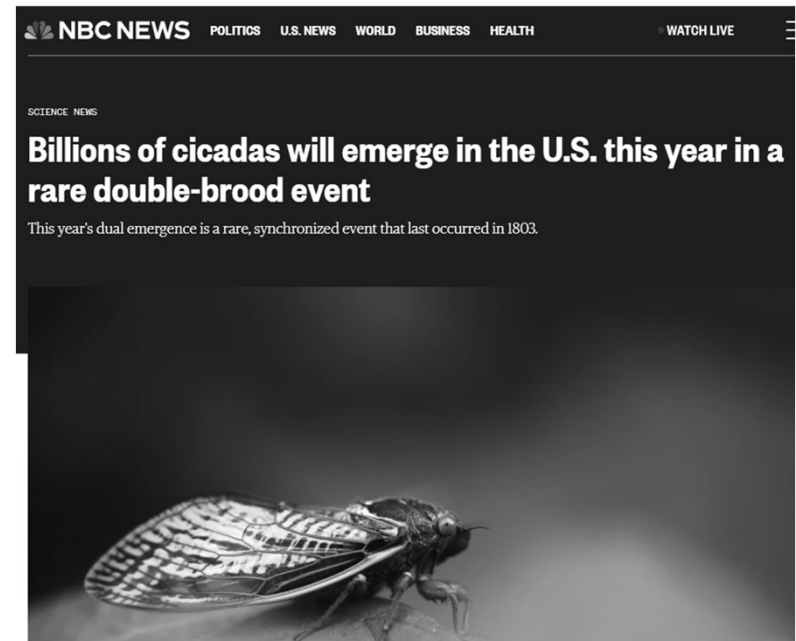 NBC NEWS POLITICS U.S. NEWS WORLD BUSINESS HEALTH WATCH LIVE
SCIENCE NEWS
Billions of cicadas will emerge in the U.S. this year in a
rare double-brood event
This year's dual emergence is a rare, synchronized event that last occurred in 1803.